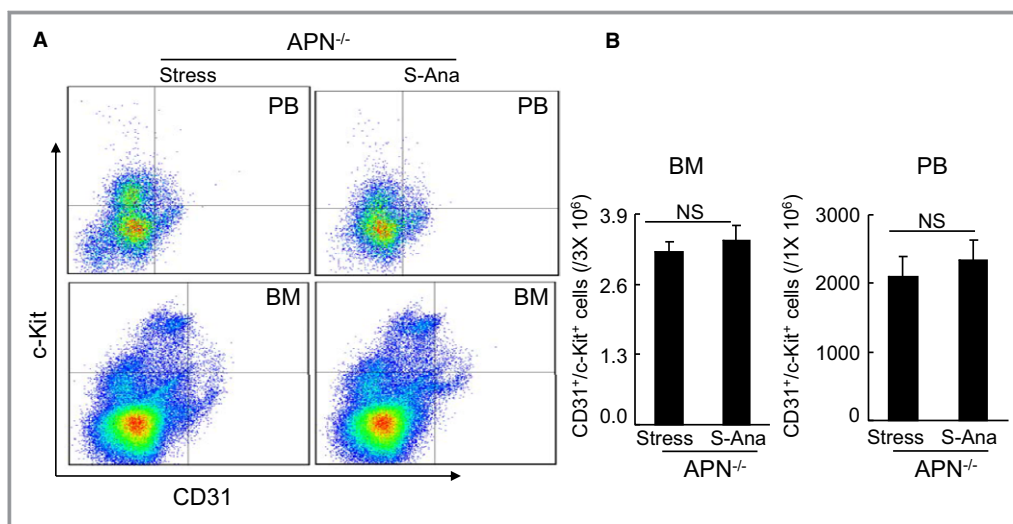 A
APN-/-
Stress S-Ana
PB PB
BM BM
c-Kit
CD31
B
BM
CD31+/c-Kit+ cells (/3X 10⁶)
3.9
2.6
1.3
0.0
NS
Stress S-Ana
APN-/-
PB
CD31+/c-Kit+ cells (/1X 10⁶)
3000
2000
1000
0
NS
Stress S-Ana
APN-/-